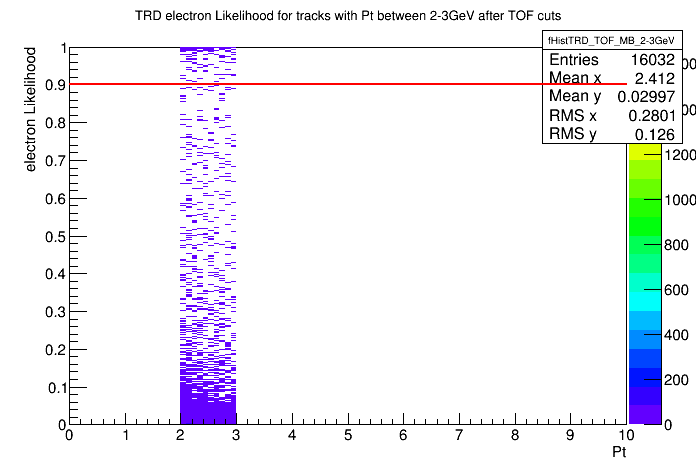 TRD electron Likelihood for tracks with Pt between 2-3GeV after TOF cuts
fHistTRD_TOF_MB_2-3GeV
Entries 16032
Mean x 2.412
Mean y 0.02997
RMS x 0.2801
RMS y 0.126
electron Likelihood
1
0.9
0.8
0.7
0.6
0.5
0.4
0.3
0.2
0.1
0
0 1 2 3 4 5 6 7 8 9 10
Pt
1200
1000
800
600
400
200
0